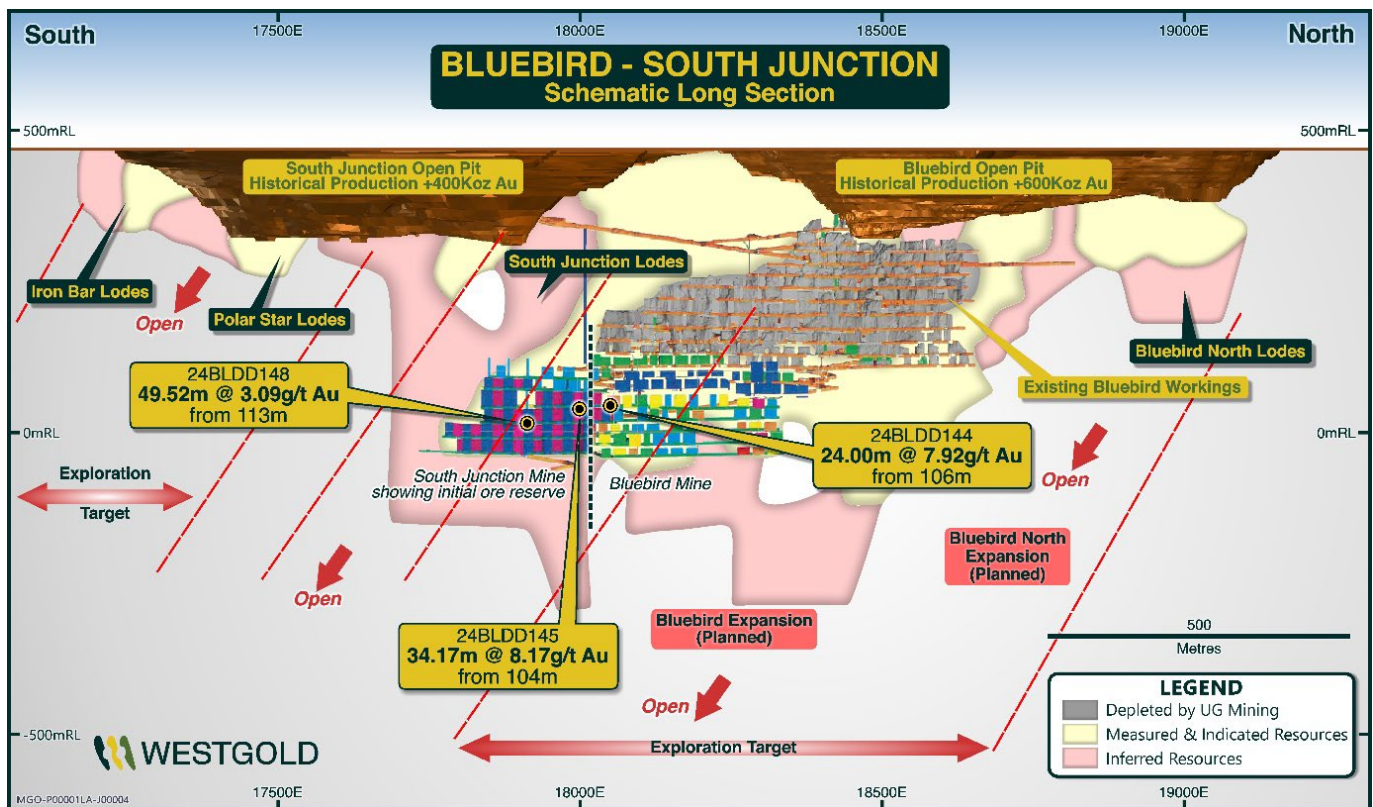 South
17500E
18000E
18500E
19000E
North
BLUEBIRD - SOUTH JUNCTION
Schematic Long Section
500mRL
500mRL
South Junction Open Pit
Historical Production +400Koz Au
Bluebird Open Pit
Historical Production +600Koz Au
South Junction Lodes
Iron Bar Lodes
Open
Polar Star Lodes
Bluebird North Lodes
Existing Bluebird Workings
24BLDD148
49.52m @ 3.09g/t Au
from 113m
24BLDD144
24.00m @ 7.92g/t Au
from 106m
0mRL
0mRL
Exploration
Target
South Junction Mine
showing initial ore reserve
Bluebird Mine
Open
Open
Bluebird North
Expansion
(Planned)
Bluebird Expansion
(Planned)
24BLDD145
34.17m @ 8.17g/t Au
from 104m
500
Metres
Open
LEGEND
Depleted by UG Mining
Measured & Indicated Resources
Inferred Resources
-500mRL
WESTGOLD
Exploration Target
MGO-P00001LA-J00004
17500E
18000E
18500E
19000E